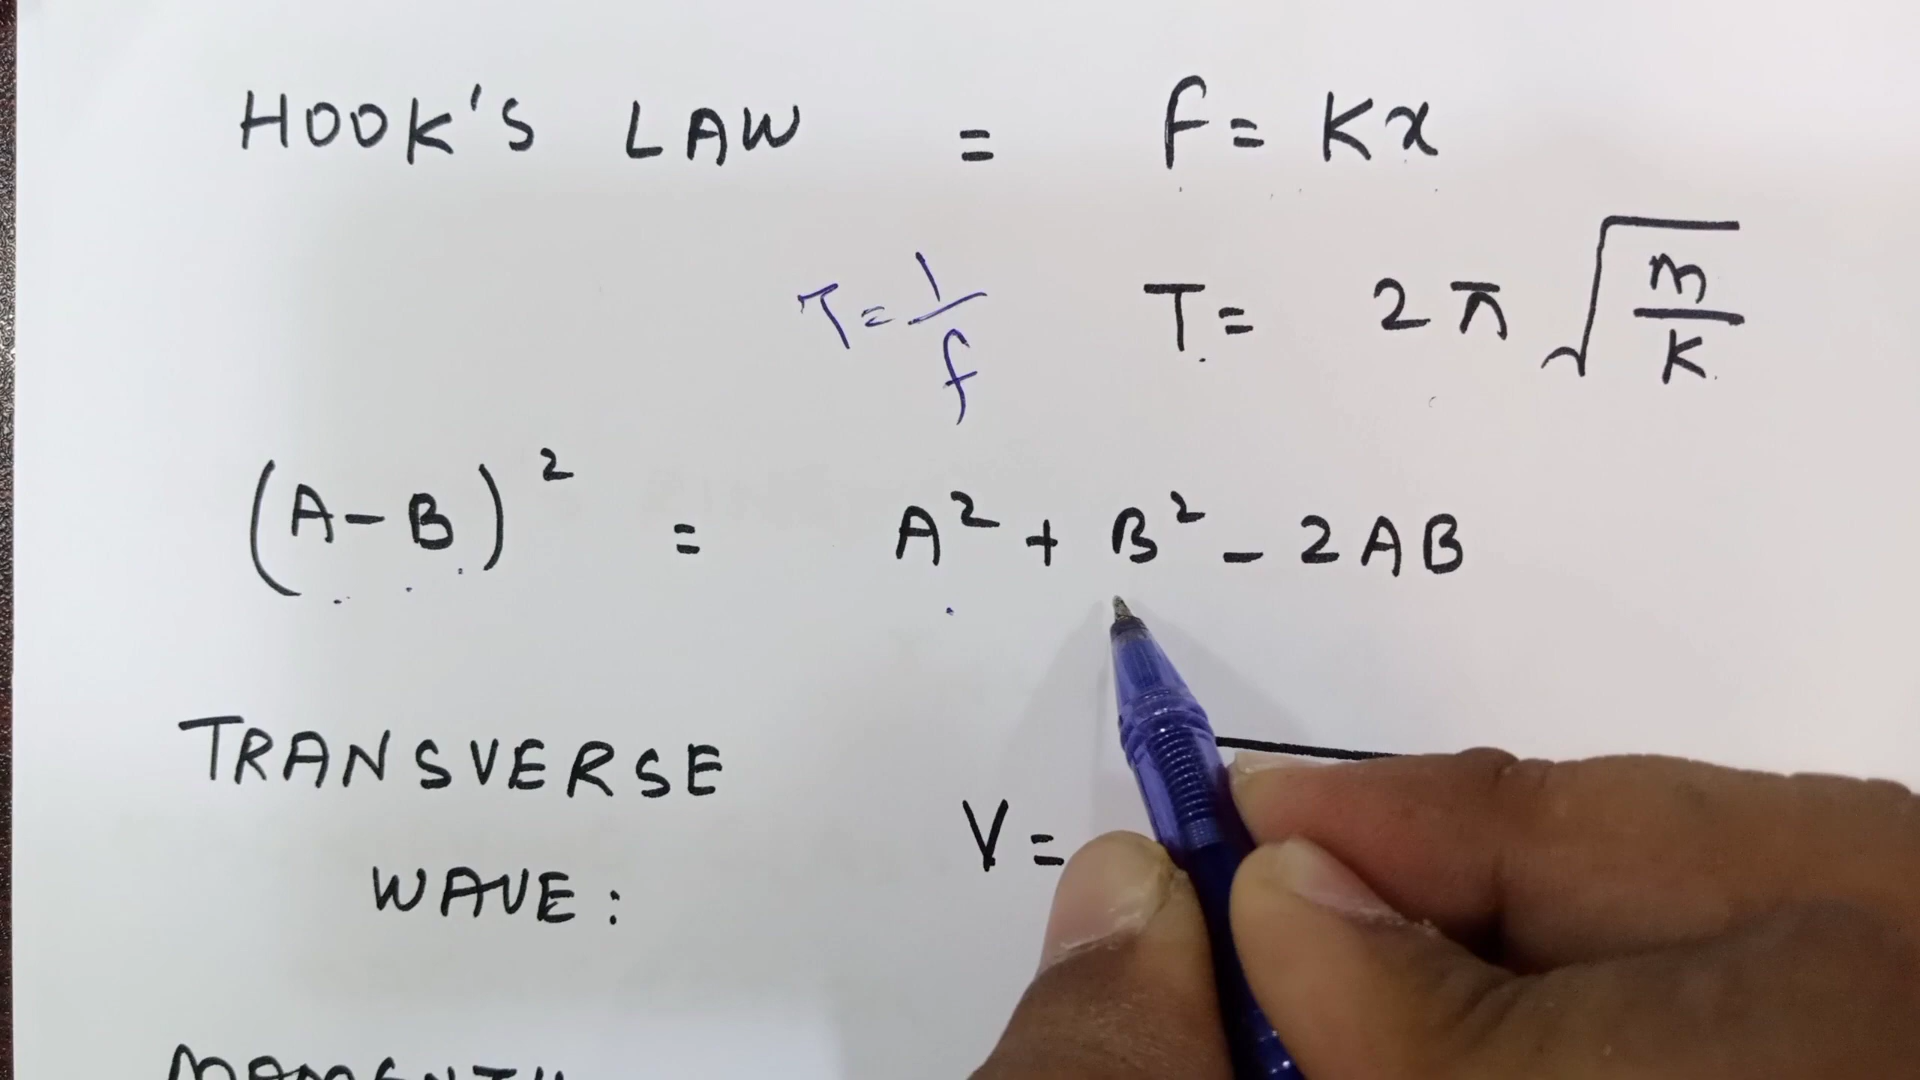 HOOK'S LAW = F = Kx
T = 1/f T = 2π √(m/K)
(A-B)² = A² + B² - 2AB
TRANSVERSE
V =
WAVE: